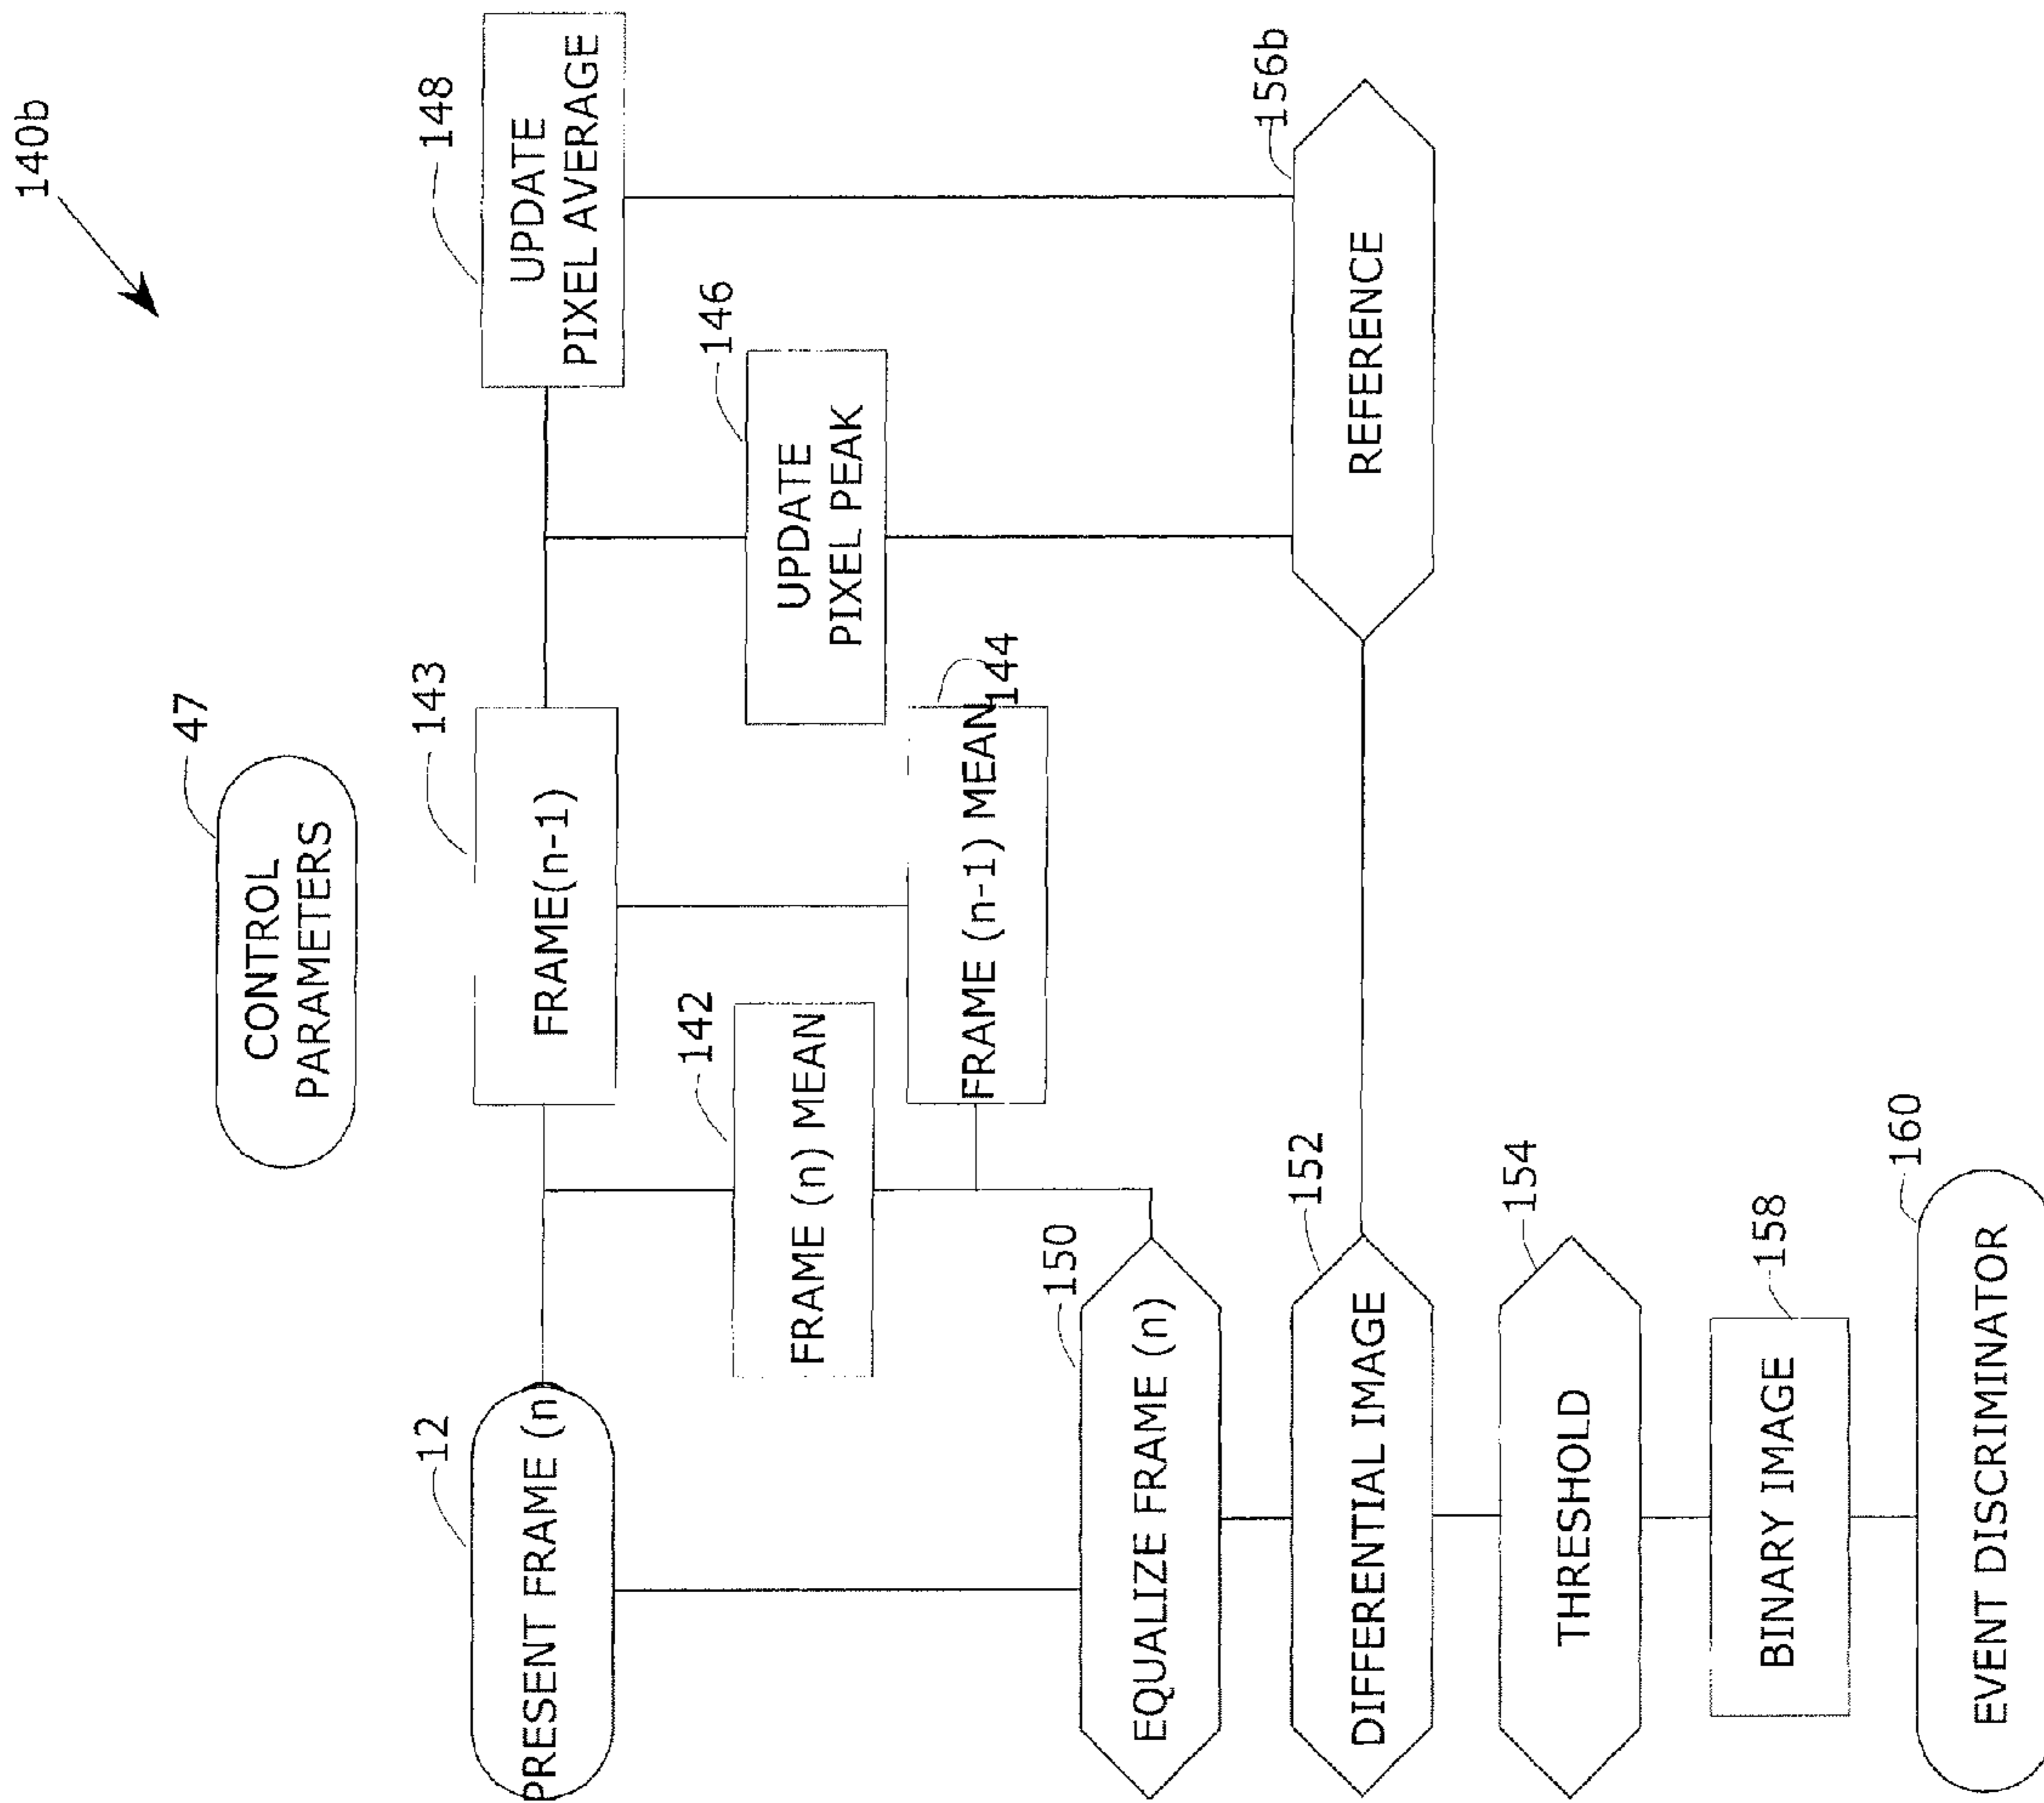 140b
47
CONTROL
PARAMETERS
12
PRESENT FRAME (n
143
FRAME(n-1)
148
UPDATE
PIXEL AVERAGE
142
FRAME (n) MEAN
146
UPDATE
PIXEL PEAK
144
FRAME (n-1) MEAN
150
EQUALIZE FRAME (n)
152
DIFFERENTIAL IMAGE
156b
REFERENCE
154
THRESHOLD
158
BINARY IMAGE
160
EVENT DISCRIMINATOR